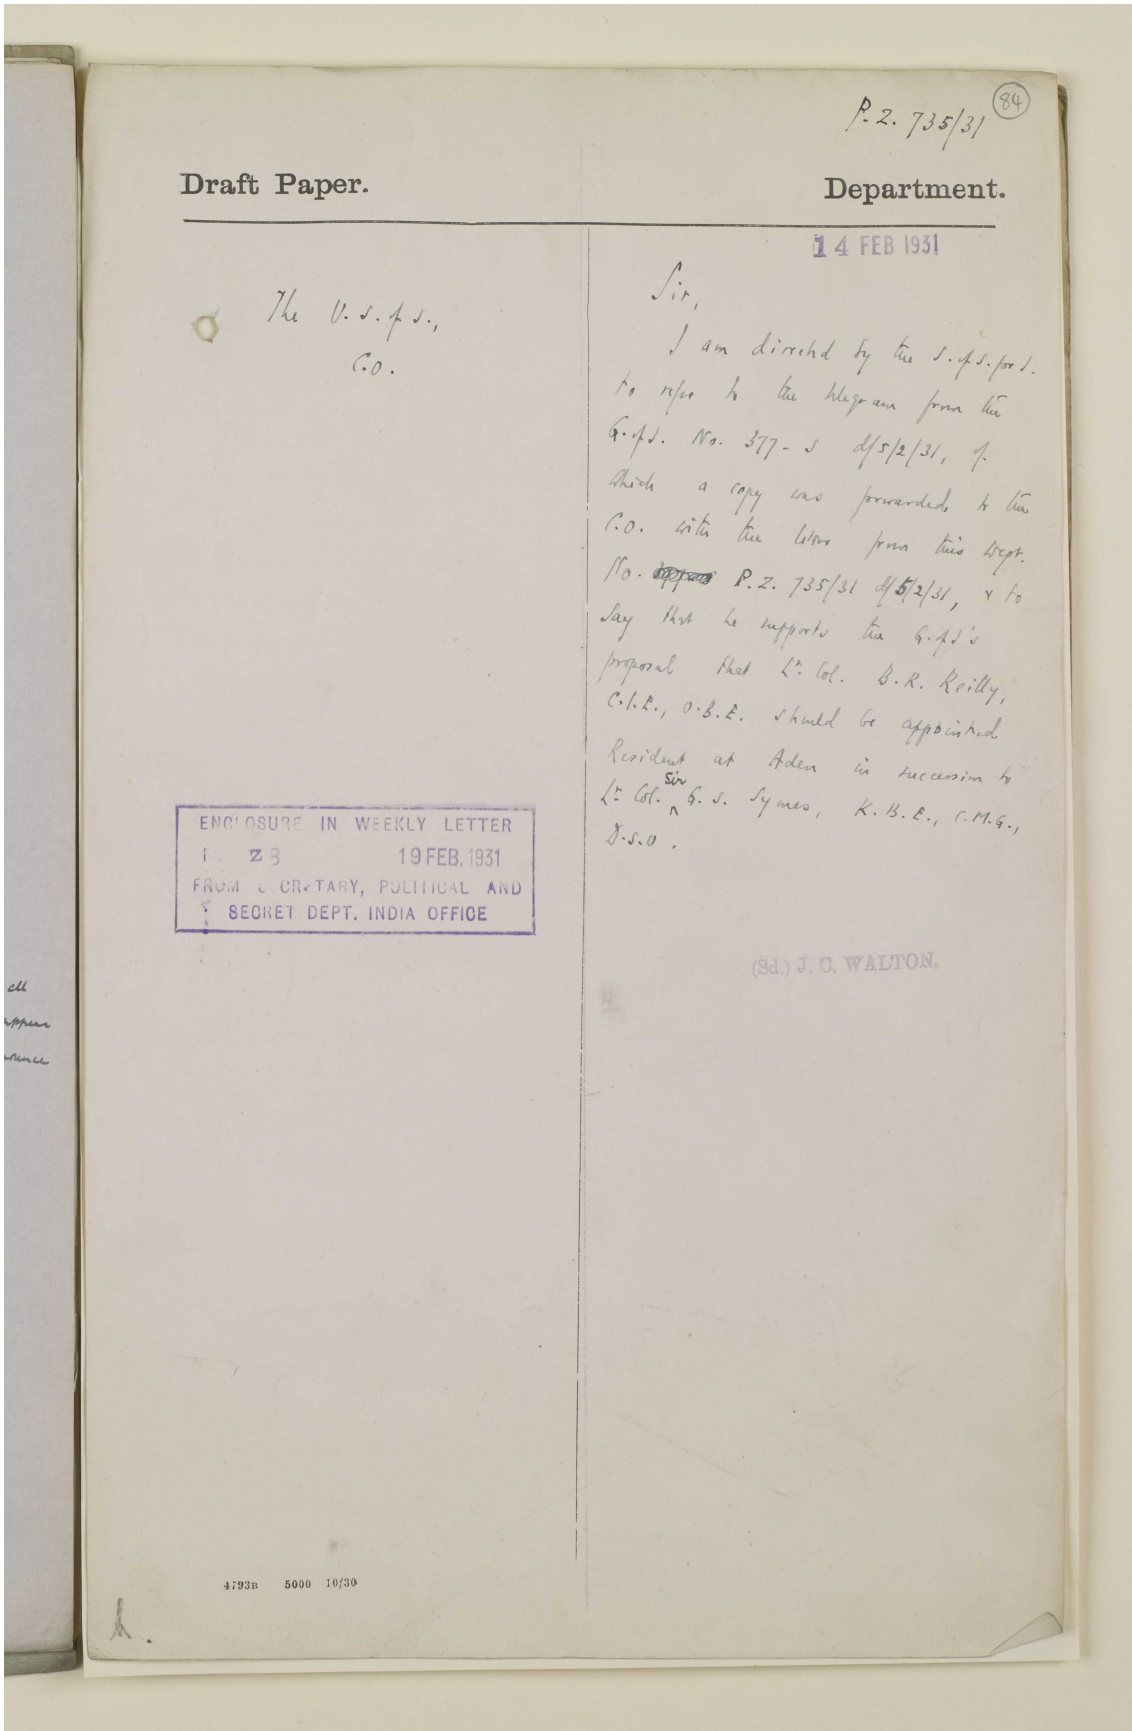 84
P.Z. 735/31
Draft Paper.
Department.
14 FEB 1931
The U.S. of S.,
C.O.
Sir,
I am directed by the S. of S. for I.
to refer to the telegram from the
G. of I. No. 377-S d/5/2/31, of
which a copy was forwarded to the
C.O. with the letter from this Dept.
No. P.Z. 735/31 d/5/2/31, & to
say that he supports the G. of I's
proposal that Lt. Col. B.R. Reilly,
C.I.E., O.B.E. should be appointed
Resident at Aden in succession to
Lt. Col. Sir G. S. Symes, K.B.E., C.M.G.,
D.S.O.
(Sd.) J. C. WALTON.
ENCLOSURE IN WEEKLY LETTER
19 FEB. 1931
FROM SECRETARY, POLITICAL AND
SECRET DEPT. INDIA OFFICE
all
4793B 5000 10/30